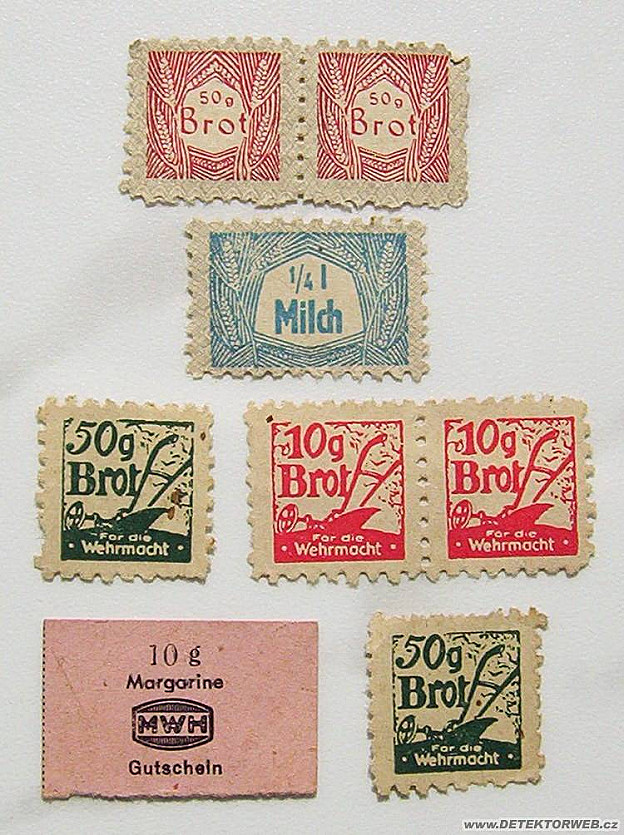 50g
Brot
50g
Brot
1/4 l
Milch
50g
Brot
Für die
· Wehrmacht ·
10g
Brot
Für die
· Wehrmacht ·
10g
Brot
Für die
· Wehrmacht ·
10 g
Margarine
MWH
Gutschein
50g
Brot
Für die
· Wehrmacht ·
www.DETEKTORWEB.cz